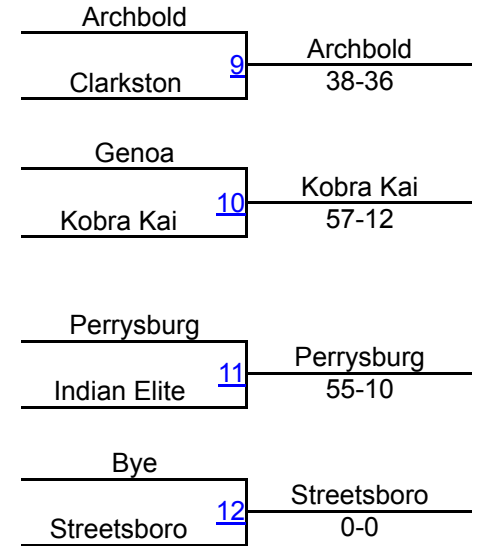 Archbold
9
Archbold
Clarkston
38-36
Genoa
10
Kobra Kai
Kobra Kai
57-12
Perrysburg
11
Perrysburg
Indian Elite
55-10
Bye
12
Streetsboro
Streetsboro
0-0